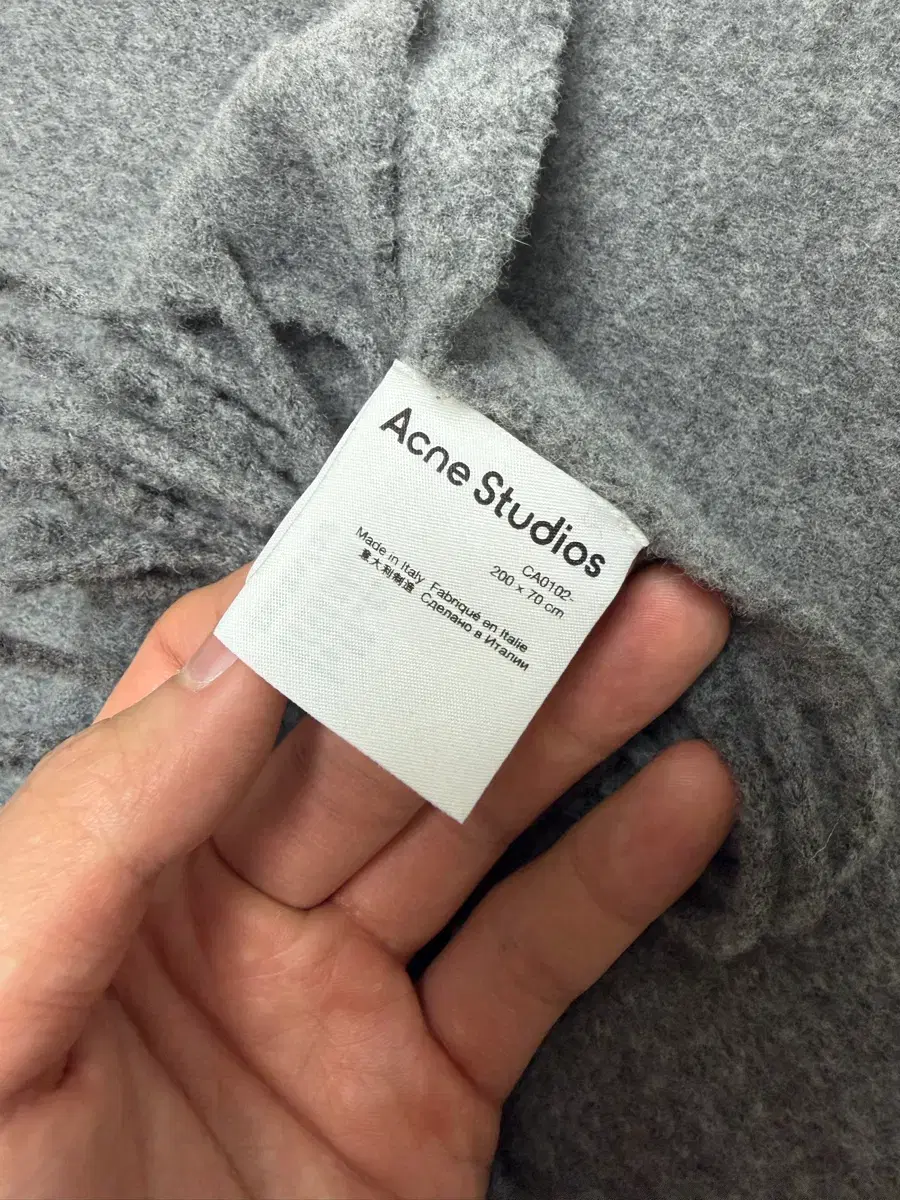 Acne Studios
CA0102-
200 x 70 cm
Made in Italy Fabriqué en Italie
意大利制造 Сделано в Италии